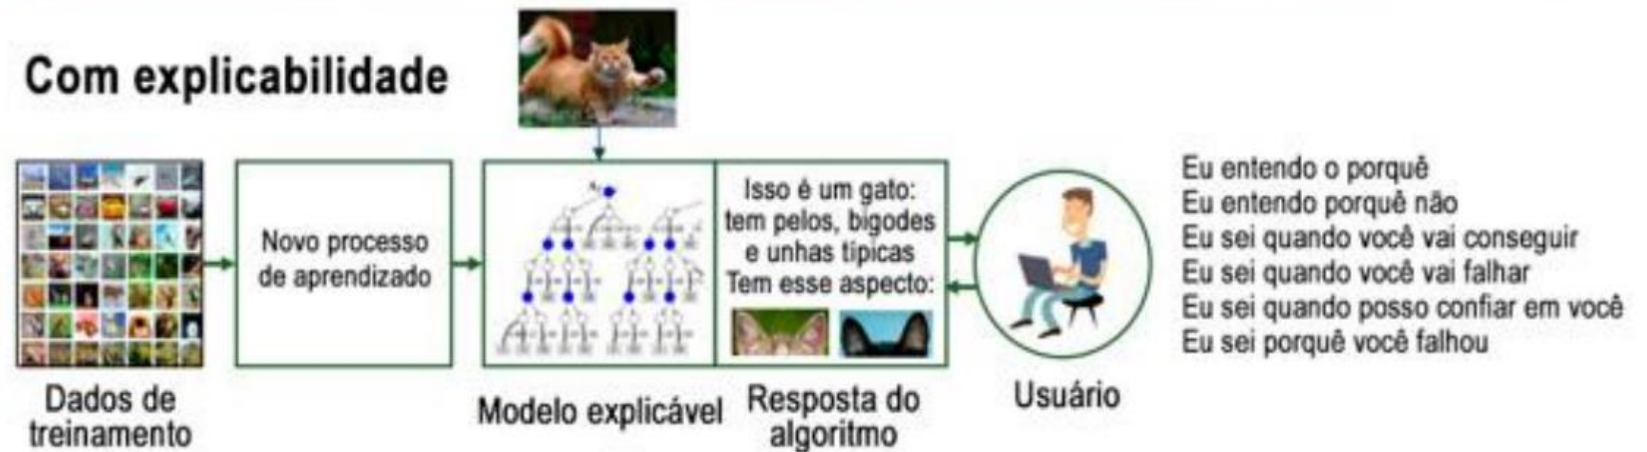 Com explicabilidade
Novo processo
de aprendizado
Isso é um gato:
tem pelos, bigodes
e unhas típicas
Tem esse aspecto:
Eu entendo o porquê
Eu entendo porquê não
Eu sei quando você vai conseguir
Eu sei quando você vai falhar
Eu sei quando posso confiar em você
Eu sei porquê você falhou
Dados de
treinamento
Modelo explicável
Resposta do
algoritmo
Usuário